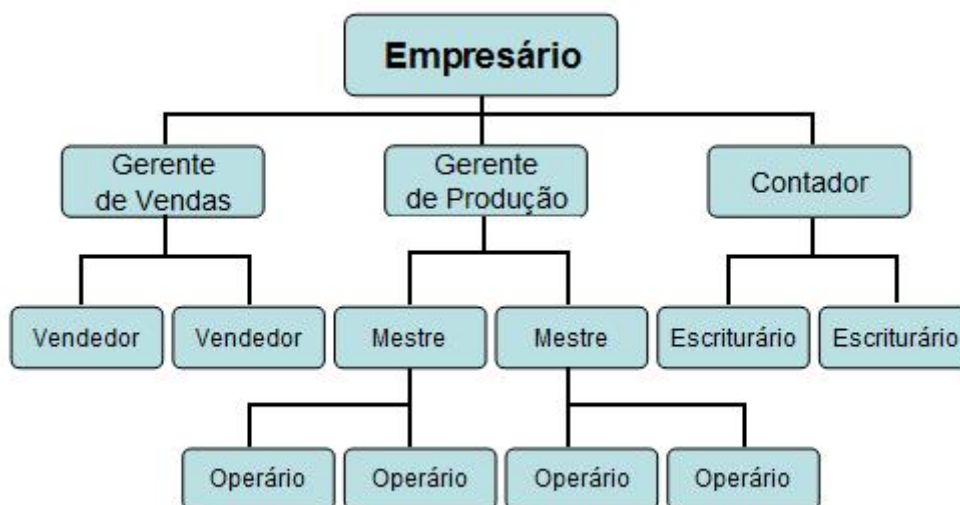 Empresário
Gerente
de Vendas
Gerente
de Produção
Contador
Vendedor
Vendedor
Mestre
Mestre
Escriturário
Escriturário
Operário
Operário
Operário
Operário